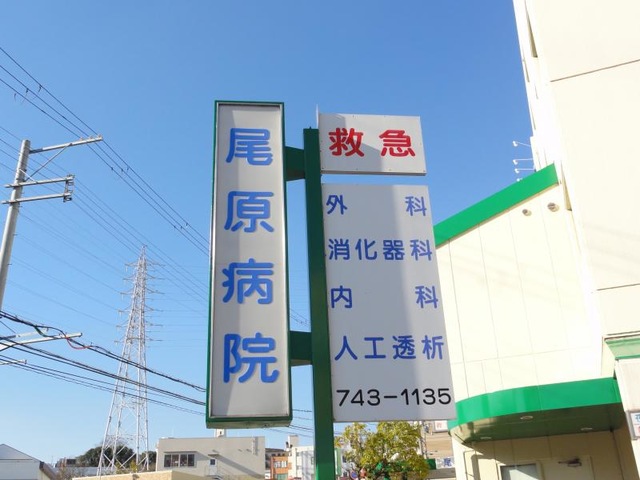 尾原病院
救急
外科
消化器科
内科
人工透析
743-1135